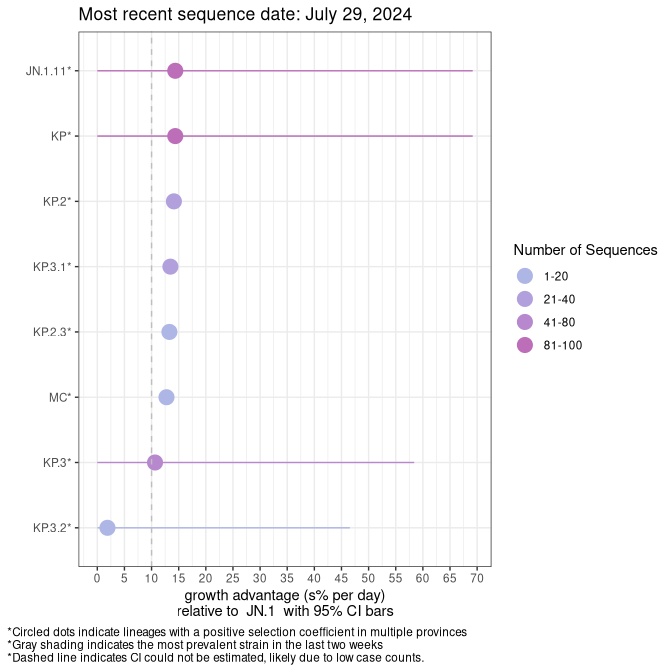 Most recent sequence date: July 29, 2024
JN.1.11*
KP*
KP.2*
KP.3.1*
KP.2.3*
MC*
KP.3*
KP.3.2*
0 5 10 15 20 25 30 35 40 45 50 55 60 65 70
growth advantage (s% per day)
relative to JN.1 with 95% CI bars
Number of Sequences
1-20
21-40
41-80
81-100
*Circled dots indicate lineages with a positive selection coefficient in multiple provinces
*Gray shading indicates the most prevalent strain in the last two weeks
*Dashed line indicates CI could not be estimated, likely due to low case counts.